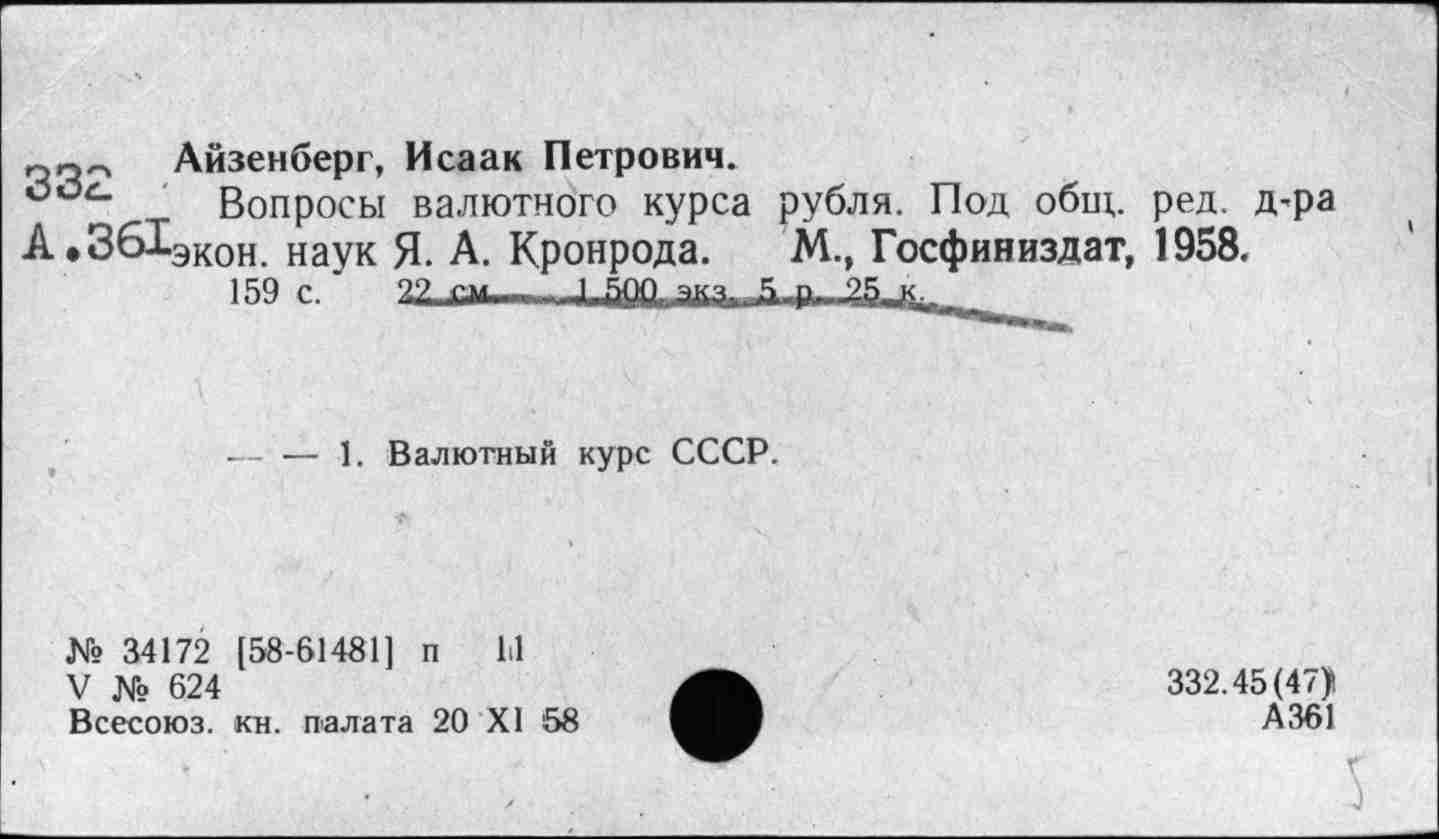 Айзенберг, Исаак Петрович.
332
Вопросы валютного курса рубля. Под общ. ред. д-ра
А.361
экон. наук Я. А. Кронрода. М., Госфиниздат, 1958.
159 с. 22 см. 1.500 экз. 5 р. 25 к.
— — 1. Валютный курс СССР.
№ 34172 [58-61481] п 11
V № 624
Всесоюз. кн. палата 20 XI 58
332.45(47)
А361